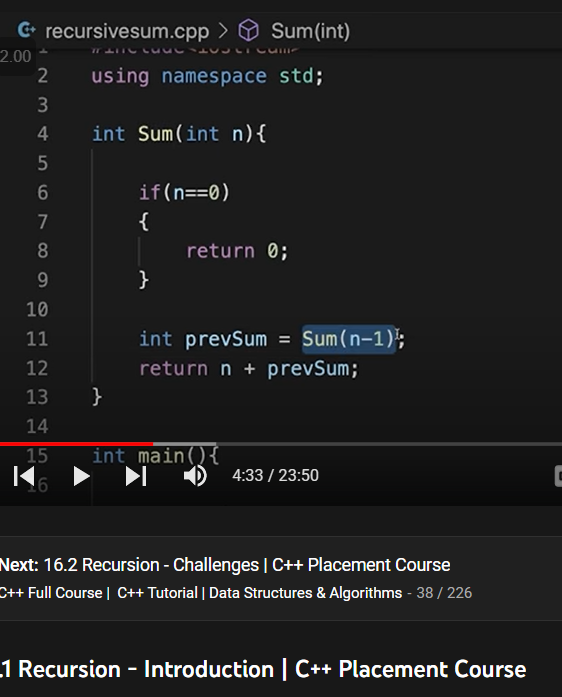 recursivesum.cpp > Sum(int)
2.00
1 #include<iostream>
2 using namespace std;
3
4 int Sum(int n){
5
6 if(n==0)
7 {
8 return 0;
9 }
10
11 int prevSum = Sum(n-1);
12 return n + prevSum;
13 }
14
15 int main(){
16
4:33 / 23:50
Next: 16.2 Recursion - Challenges | C++ Placement Course
C++ Full Course | C++ Tutorial | Data Structures & Algorithms - 38 / 226
.1 Recursion - Introduction | C++ Placement Course